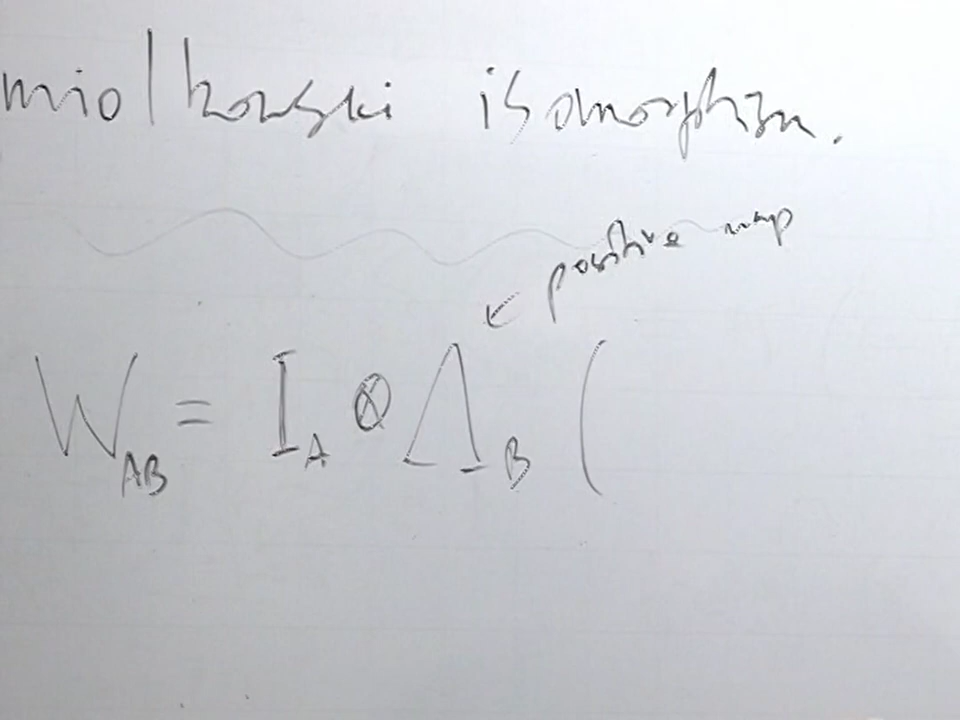 miolkowski isomorphism.
← positive map
W_AB = I_A ⊗ Λ_B (